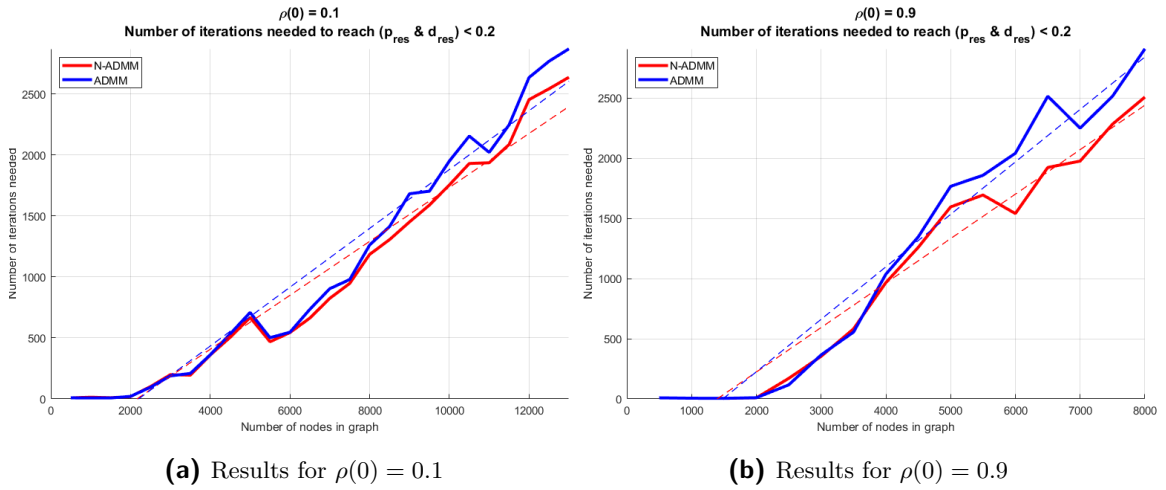 ρ(0) = 0.1
Number of iterations needed to reach (p_res & d_res) < 0.2
N-ADMM
ADMM
Number of iterations needed
2500
2000
1500
1000
500
0
0 2000 4000 6000 8000 10000 12000
Number of nodes in graph
(a) Results for ρ(0) = 0.1
ρ(0) = 0.9
Number of iterations needed to reach (p_res & d_res) < 0.2
N-ADMM
ADMM
Number of iterations needed
2500
2000
1500
1000
500
0
0 1000 2000 3000 4000 5000 6000 7000 8000
Number of nodes in graph
(b) Results for ρ(0) = 0.9